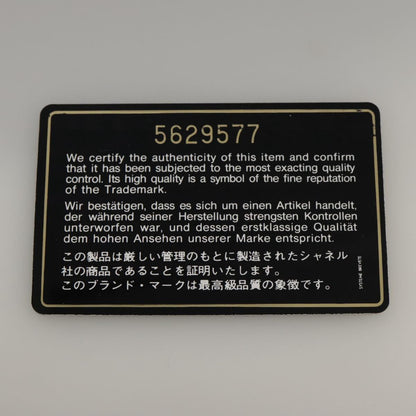 5629577
We certify the authenticity of this item and confirm
that it has been subjected to the most exacting quality
control. Its high quality is a symbol of the fine reputation
of the Trademark.
Wir bestätigen, dass es sich um einen Artikel handelt,
der während seiner Herstellung strengsten Kontrollen
unterworfen war, und dessen erstklassige Qualität
dem hohen Ansehen unserer Marke entspricht.
この製品は厳しい管理のもとに製造されたシャネル
社の商品であることを証明いたします。
このブランド・マークは最高級品質の象徴です。